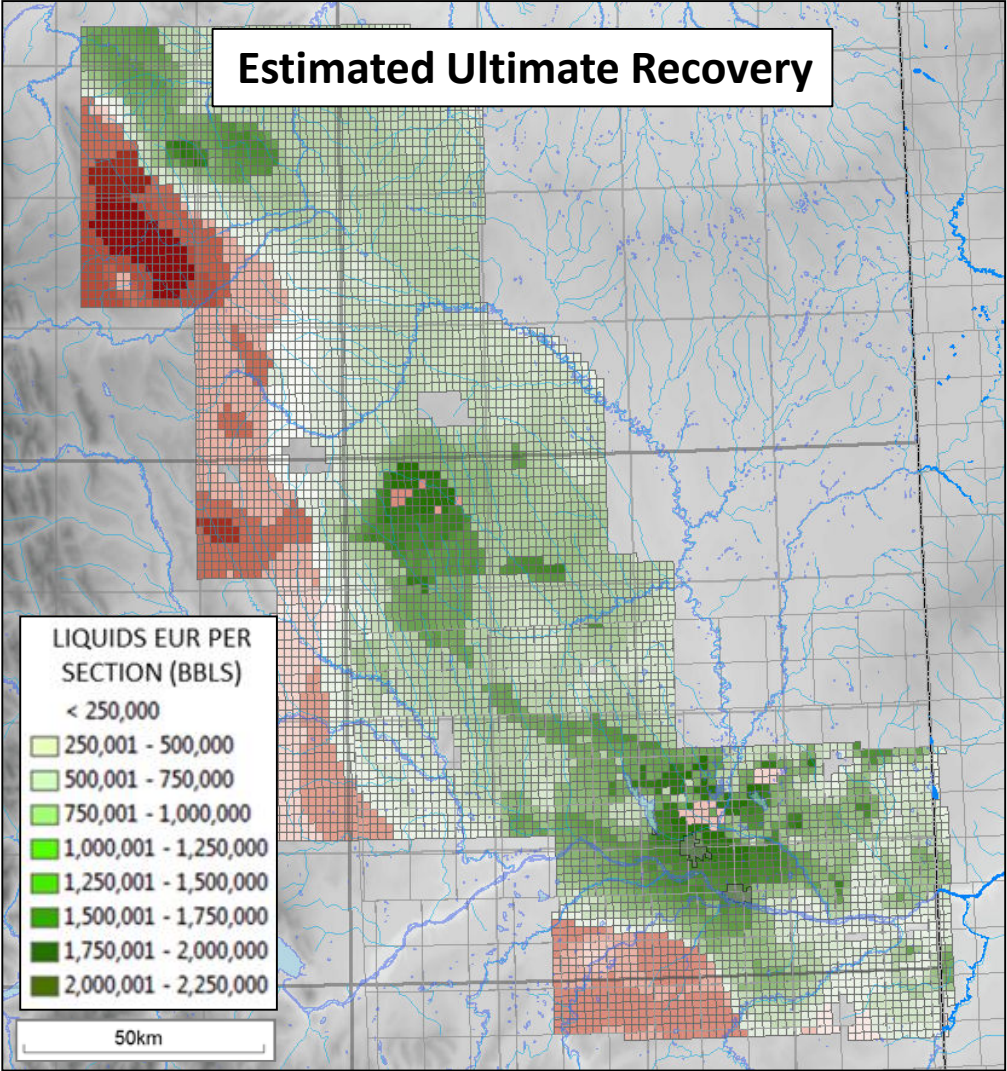 Estimated Ultimate Recovery
LIQUIDS EUR PER
SECTION (BBLS)
< 250,000
250,001 - 500,000
500,001 - 750,000
750,001 - 1,000,000
1,000,001 - 1,250,000
1,250,001 - 1,500,000
1,500,001 - 1,750,000
1,750,001 - 2,000,000
2,000,001 - 2,250,000
50km